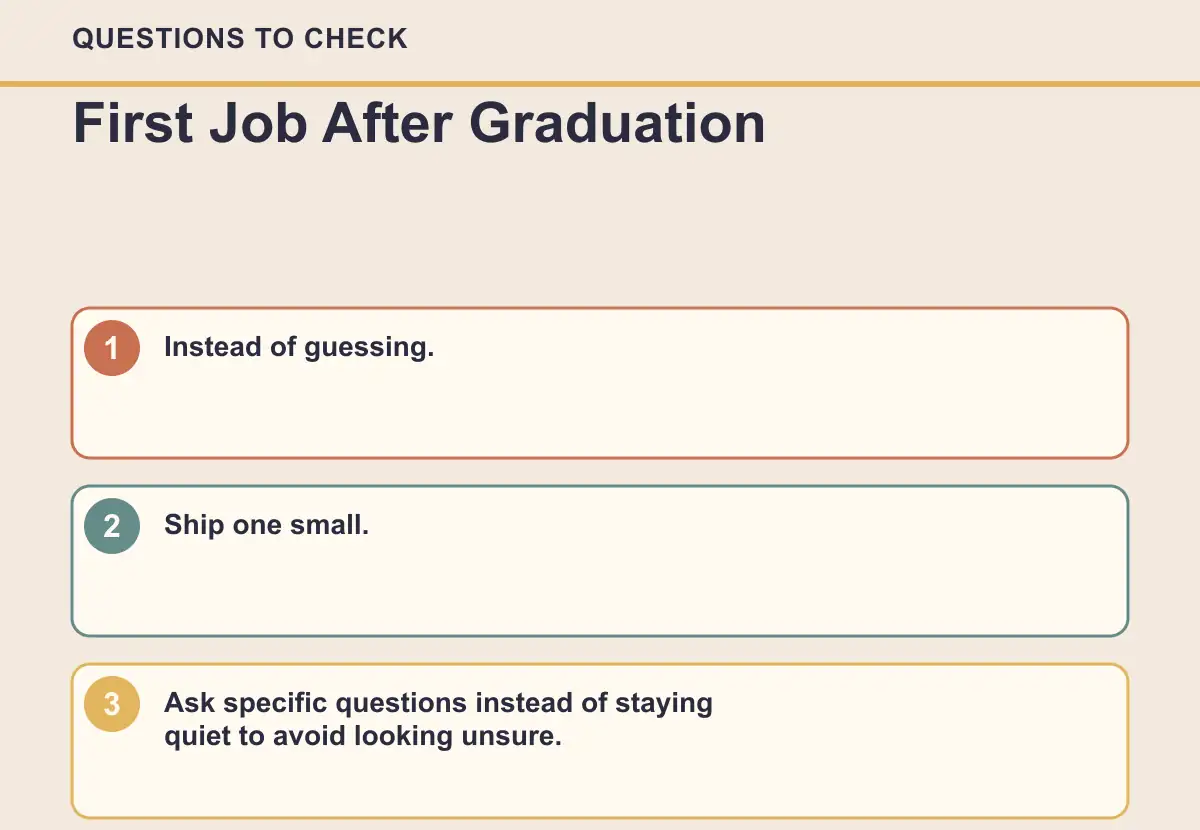 QUESTIONS TO CHECK
First Job After Graduation
1
Instead of guessing.
2
Ship one small.
3
Ask specific questions instead of staying
quiet to avoid looking unsure.